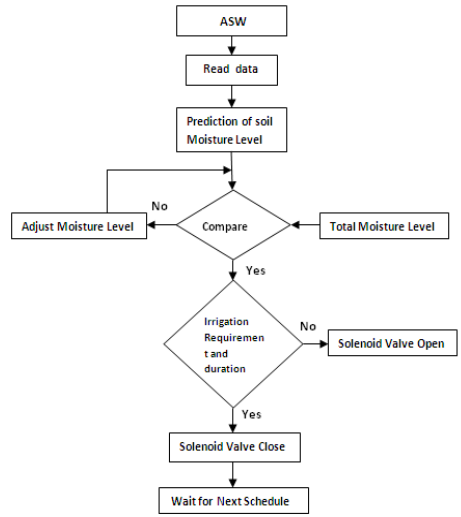 ASW
Read data
Prediction of soil
Moisture Level
No
Adjust Moisture Level
Compare
Total Moisture Level
Yes
Irrigation
Requiremen
t and
duration
No
Solenoid Valve Open
Yes
Solenoid Valve Close
Wait for Next Schedule